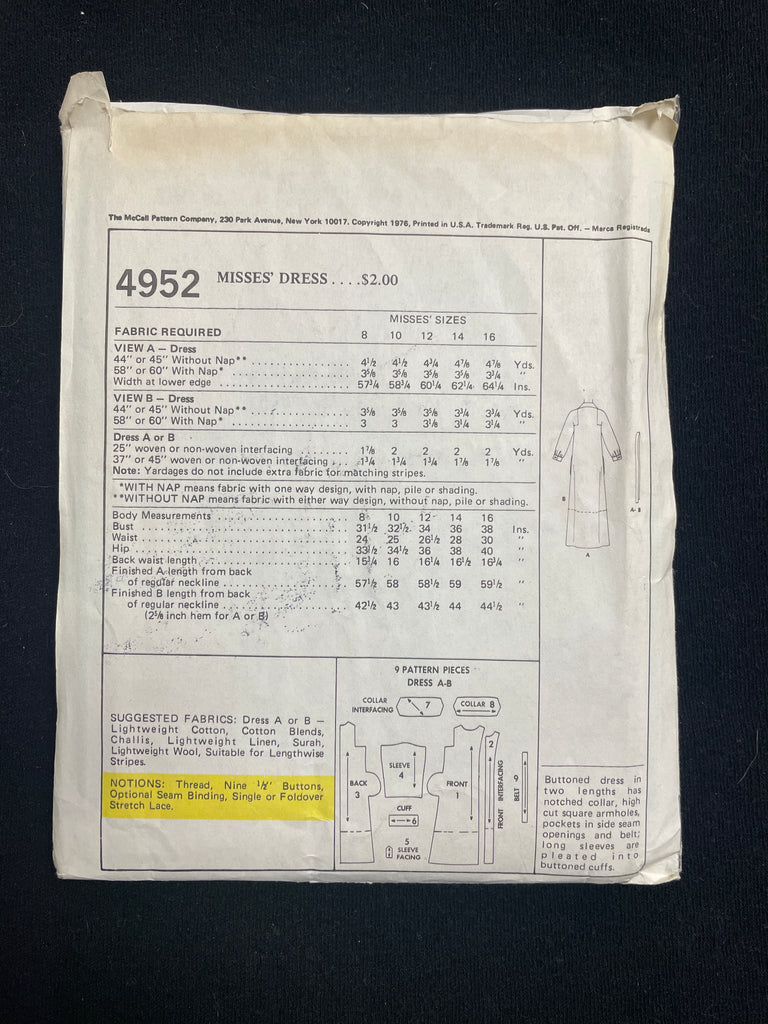 The McCall Pattern Company, 230 Park Avenue, New York 10017. Copyright 1976, Printed in U.S.A. Trademark Reg. U.S. Pat. Off. – Marca Registrada
4952 MISSES' DRESS . . . .$2.00
MISSES' SIZES
FABRIC REQUIRED 8 10 12 14 16
VIEW A – Dress
44" or 45" Without Nap** . . . . . . . . . . . . 4½ 4½ 4¾ 4⅞ 4⅞ Yds.
58" or 60" With Nap* . . . . . . . . . . . . . . . 3⅝ 3⅝ 3⅝ 3⅝ 3¾ "
Width at lower edge . . . . . . . . . . . . . . . . 57¾ 58¾ 60¼ 62¼ 64¼ Ins.
VIEW B – Dress
44" or 45" Without Nap** . . . . . . . . . . . . 3⅝ 3⅝ 3⅝ 3¾ 3¾ Yds.
58" or 60" With Nap* . . . . . . . . . . . . . . . 3 3 3⅛ 3¼ 3¼ "
Dress A or B
25" woven or non-woven interfacing . . . . . . . . 1⅞ 2 2 2 2 Yds.
37" or 45" woven or non-woven interfacing . . . 1¾ 1¾ 1¾ 1⅞ 1⅞ "
Note: Yardages do not include extra fabric for matching stripes.
*WITH NAP means fabric with one way design, with nap, pile or shading.
**WITHOUT NAP means fabric with either way design, without nap, pile or shading.
Body Measurements . . . . . . . . . . . . . . . . 8 10 12 14 16
Bust . . . . . . . . . . . . . . . . . . . . . . . . . 31½ 32½ 34 36 38 Ins.
Waist . . . . . . . . . . . . . . . . . . . . . . . . 24 25 26½ 28 30 "
Hip . . . . . . . . . . . . . . . . . . . . . . . . . . 33½ 34½ 36 38 40 "
Back waist length . . . . . . . . . . . . . . . . . . 15¾ 16 16¼ 16½ 16¾ "
Finished A length from back
of regular neckline . . . . . . . . . . . . . . . . 57½ 58 58½ 59 59½ "
Finished B length from back
of regular neckline . . . . . . . . . . . . . . . . 42½ 43 43½ 44 44½ "
(2⅝ inch hem for A or B)
B
A
A-B
SUGGESTED FABRICS: Dress A or B –
Lightweight Cotton, Cotton Blends,
Challis, Lightweight Linen, Surah,
Lightweight Wool, Suitable for Lengthwise
Stripes.
NOTIONS: Thread, Nine ½" Buttons,
Optional Seam Binding, Single or Foldover
Stretch Lace.
9 PATTERN PIECES
DRESS A-B
COLLAR
INTERFACING
7
COLLAR 8
BACK
3
SLEEVE
4
CUFF
6
5
SLEEVE
FACING
FRONT
1
2
FRONT INTERFACING
9
BELT
Buttoned dress in
two lengths has
notched collar, high
cut square armholes,
pockets in side seam
openings and belt;
long sleeves are
pleated into
buttoned cuffs.